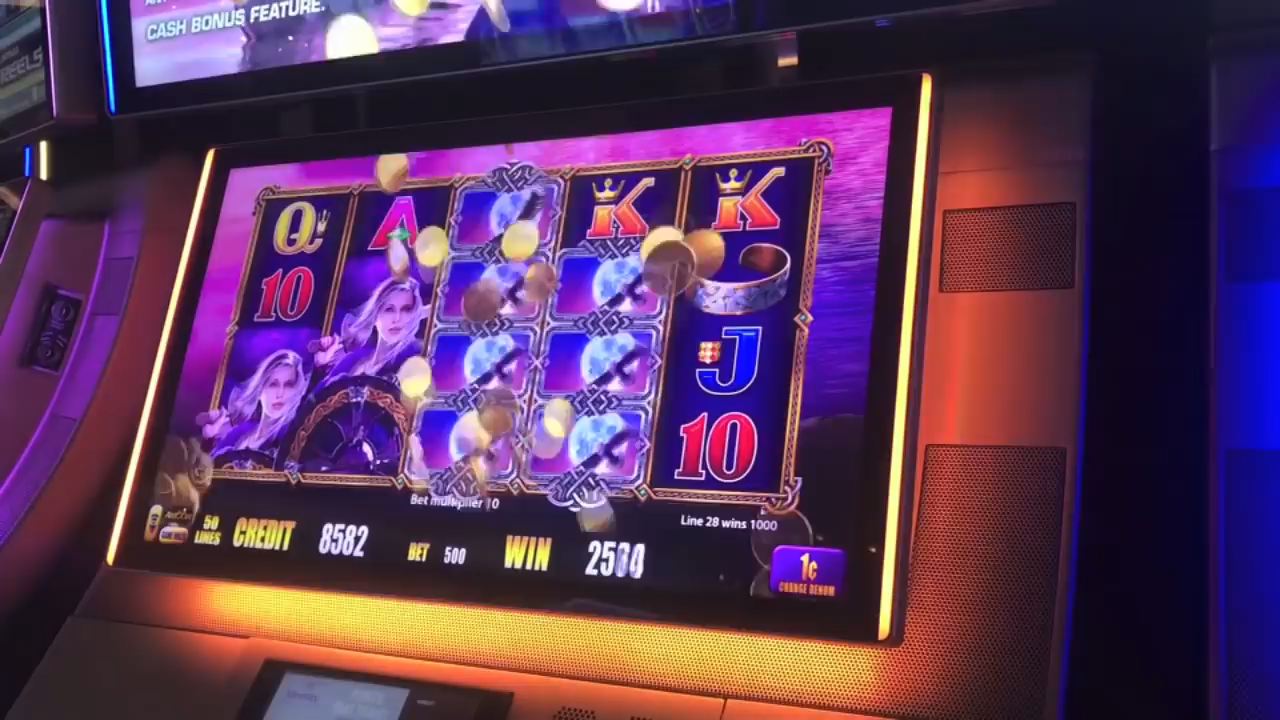 CASH BONUS FEATURE.
REELS
Q A K K
10
J
10
Bet multiplier 10
Line 28 wins 1000
50
LINES
CREDIT 8582 BET 500 WIN
1¢
CHANGE DENOM